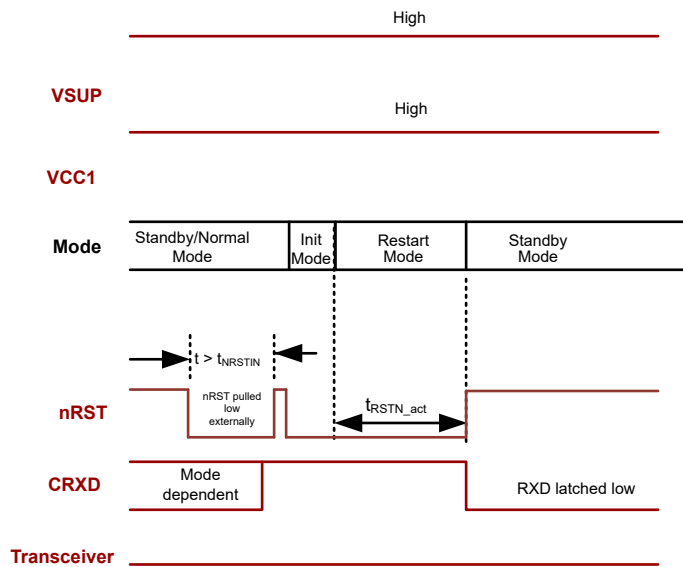 High
VSUP
High
VCC1
Mode
Standby/Normal
Mode
Init
Mode
Restart
Mode
Standby
Mode
t > tNRSTIN
nRST
nRST pulled
low
externally
tRSTN_act
CRXD
Mode
dependent
RXD latched low
Transceiver